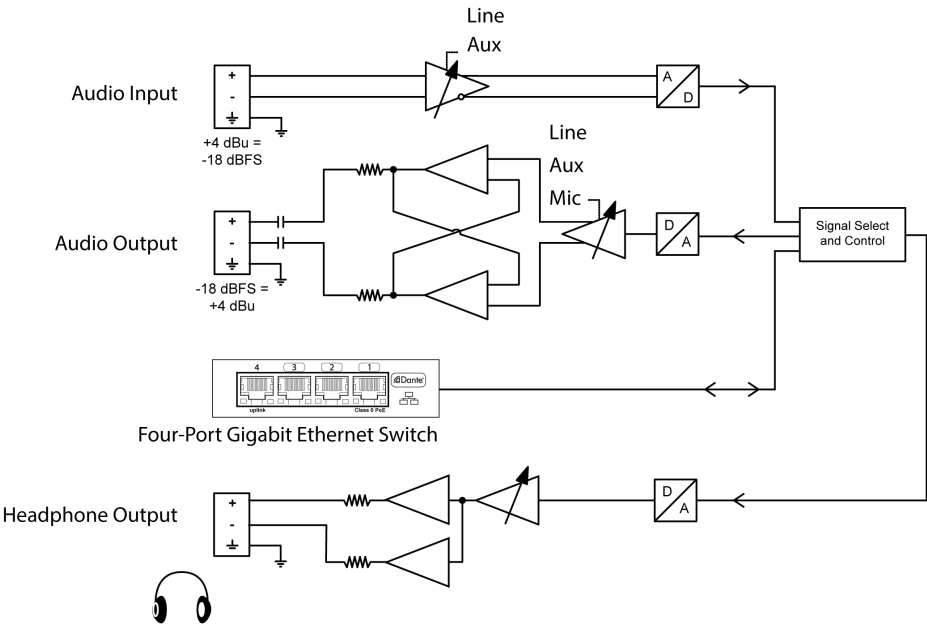 Line
Aux
Audio Input
+
-
A
D
+4 dBu =
-18 dBFS
Line
Aux
Mic
Audio Output
+
-
D
A
Signal Select
and Control
-18 dBFS =
+4 dBu
4 3 2 1
Dante
uplink Class 0 PoE
Four-Port Gigabit Ethernet Switch
Headphone Output
+
-
D
A